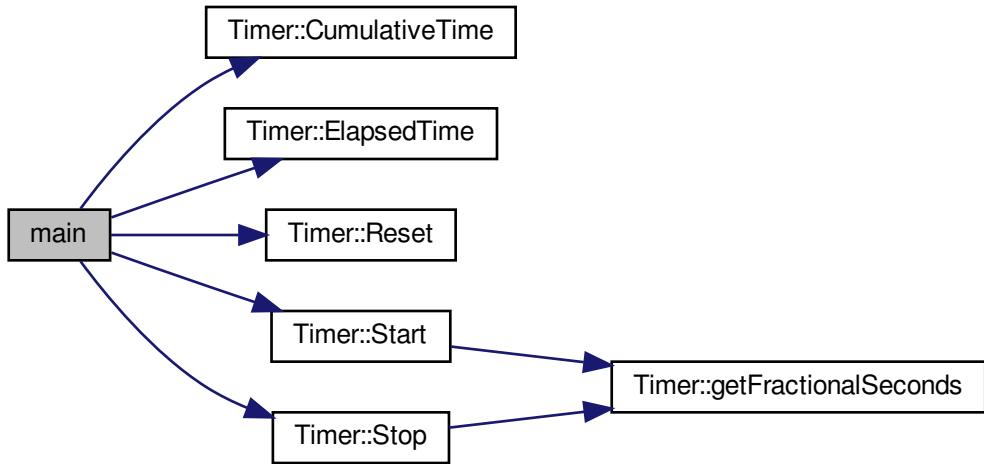 Timer::CumulativeTime
Timer::ElapsedTime
main
Timer::Reset
Timer::Start
Timer::getFractionalSeconds
Timer::Stop